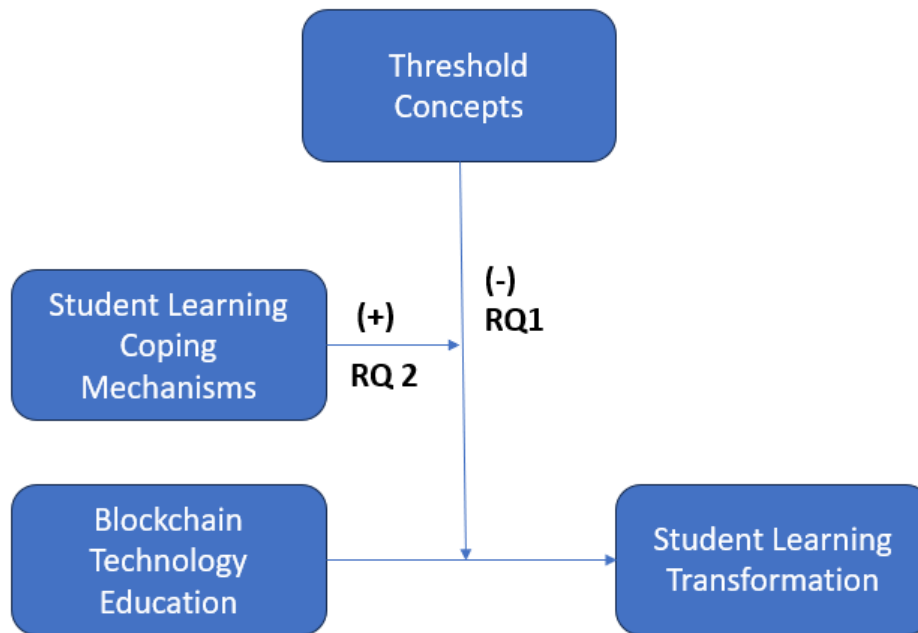 Threshold
Concepts
Student Learning
Coping
Mechanisms
(+)
RQ 2
(-)
RQ1
Blockchain
Technology
Education
Student Learning
Transformation